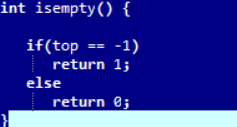 int isempty() {
if(top == -1)
return 1;
else
return 0;
}